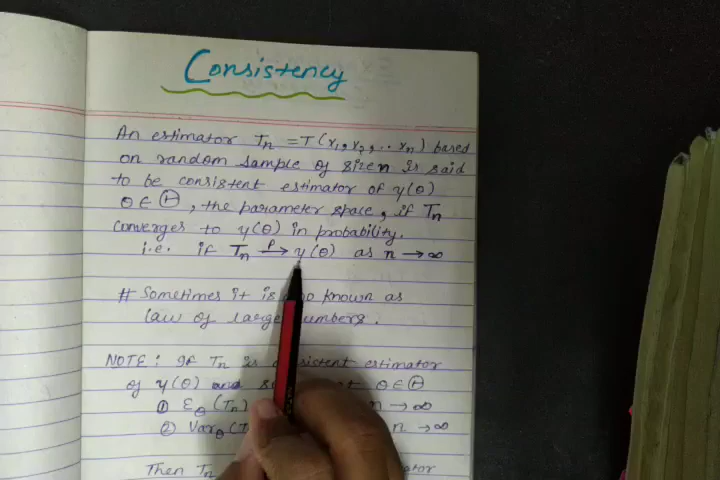 Consistency
An estimator Tn = T(x1, x2, .. xn) based
on random sample of size n is said
to be consistent estimator of γ(θ)
θ ∈ Ⓗ, the parameter space, if Tn
converges to γ(θ) in probability.
i.e. if Tn —P→ γ(θ) as n → ∞
# Sometimes it is known as
law of large numbers.
NOTE: If Tn is estimator
of γ(θ) and θ ∈ Ⓗ
① Eθ(Tn) n → ∞
② Varθ(T n → ∞
Then Tn